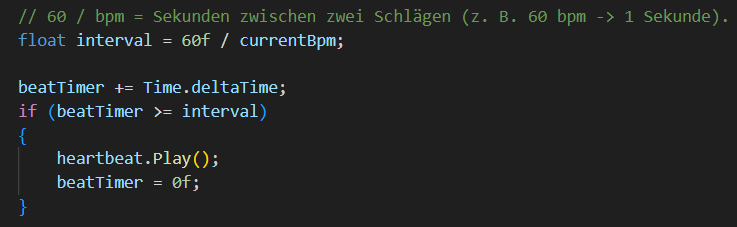 // 60 / bpm = Sekunden zwischen zwei Schlägen (z. B. 60 bpm -> 1 Sekunde).
float interval = 60f / currentBpm;
beatTimer += Time.deltaTime;
if (beatTimer >= interval)
{
heartbeat.Play();
beatTimer = 0f;
}